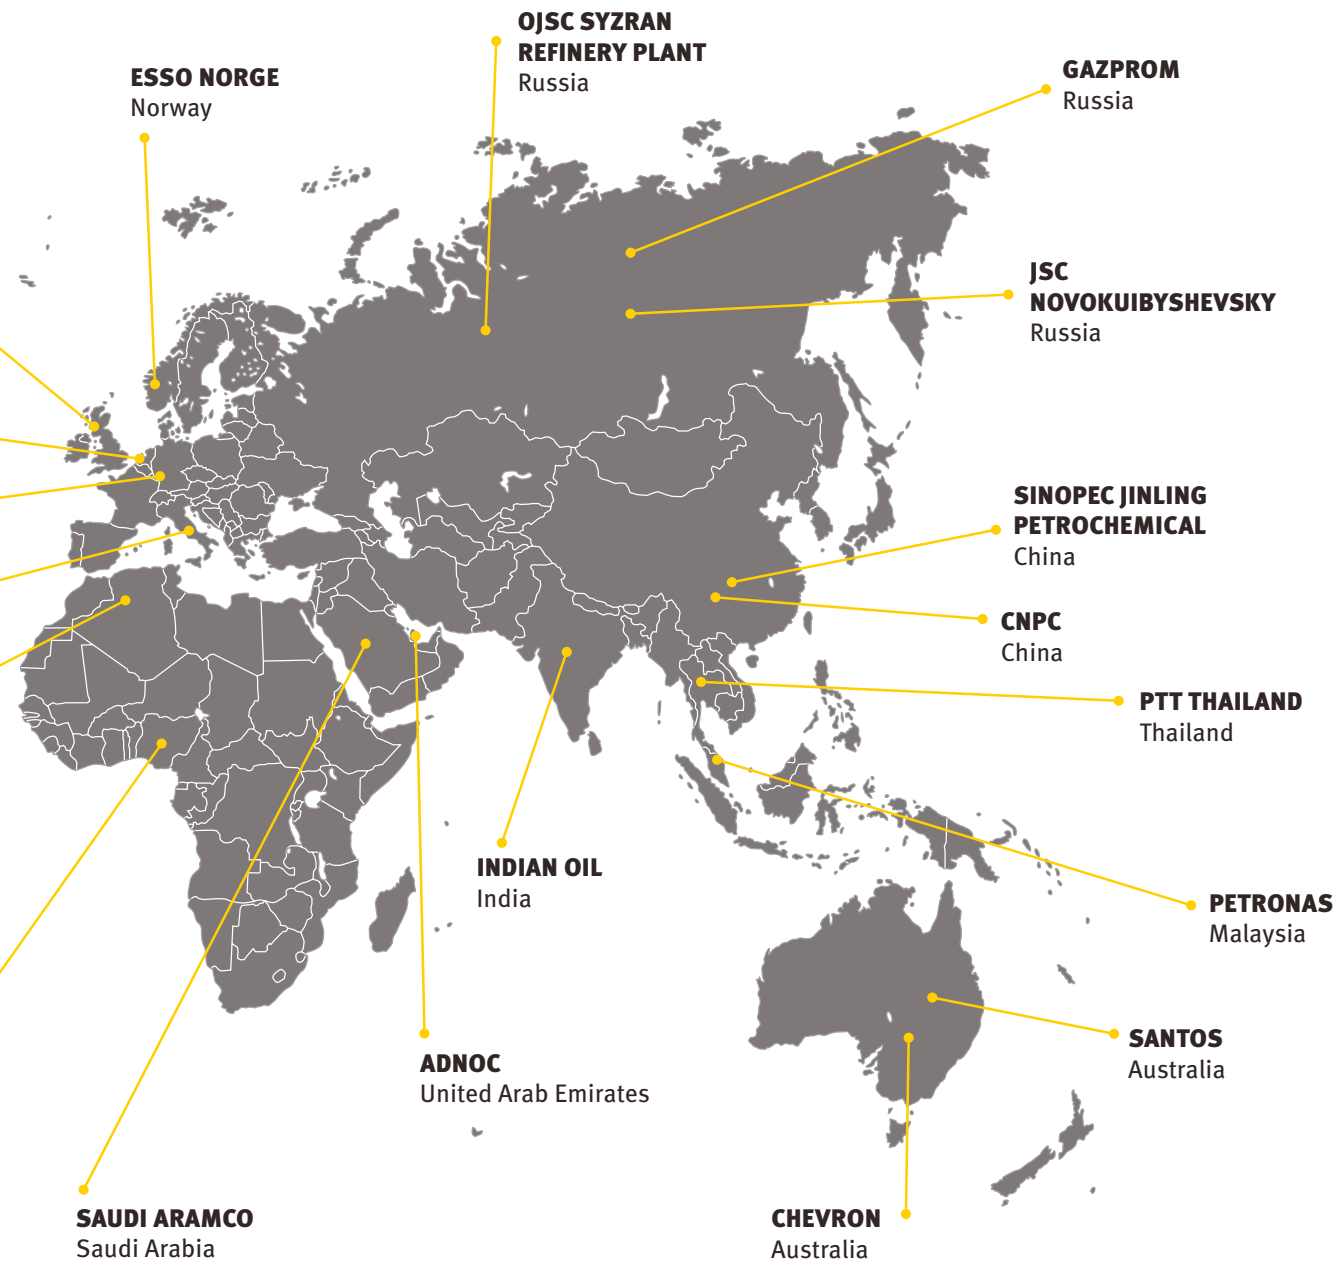 OJSC SYZRAN
REFINERY PLANT
Russia
ESSO NORGE
Norway
GAZPROM
Russia
JSC
NOVOKUIBYSHEVSKY
Russia
SINOPEC JINLING
PETROCHEMICAL
China
CNPC
China
PTT THAILAND
Thailand
INDIAN OIL
India
PETRONAS
Malaysia
SANTOS
Australia
ADNOC
United Arab Emirates
SAUDI ARAMCO
Saudi Arabia
CHEVRON
Australia